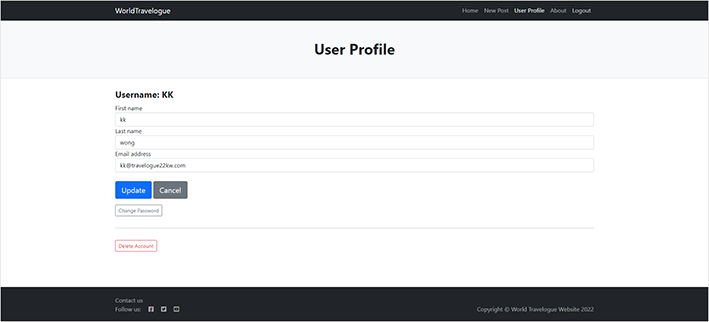 WorldTravelogue
Home New Post User Profile About Logout
User Profile
Username: KK
First name
kk
Last name
wong
Email address
kk@travelogue22kw.com
Update Cancel
Change Password
Delete Account
Contact us
Follow us:
Copyright © World Travelogue Website 2022